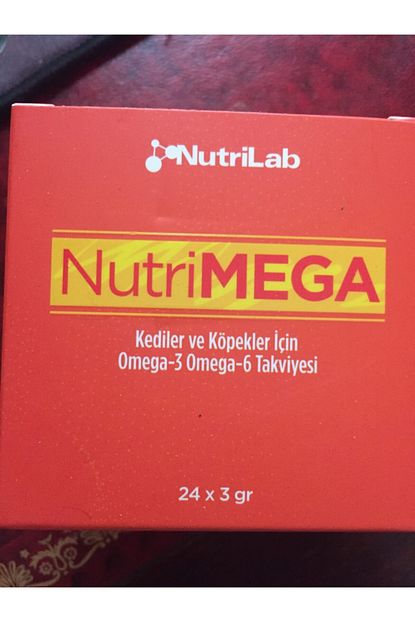 NutriLab
NutriMEGA
Kediler ve Köpekler İçin
Omega-3 Omega-6 Takviyesi
24 x 3 gr